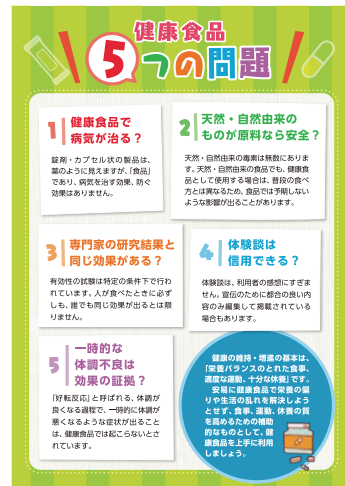 健康食品
5つの問題
1 健康食品で
病気が治る？
錠剤・カプセル状の製品は、
薬のように見えますが、「食品」
であり、病気を治す効果、防ぐ
効果はありません。
2 天然・自然由来の
ものが原料なら安全？
天然・自然由来の毒素は無数にありま
す。天然・自然由来の食品でも、健康食
品として使用する場合は、普段の食べ
方とは異なるため、食品では予期しない
ような影響が出ることがあります。
3 専門家の研究結果と
同じ効果がある？
有効性の試験は特定の条件下で行わ
れています。人が食べたときに必ず
しも、誰でも同じ効果が出るとは限
りません。
4 体験談は
信用できる？
体験談は、利用者の感想にすぎま
せん。宣伝のために都合の良い内
容のみ編集して掲載されている
場合もあります。
5 一時的な
体調不良は
効果の証拠？
「好転反応」と呼ばれる、体調が
良くなる過程で、一時的に体調が
悪くなるような症状が出ること
は、健康食品では起こらないとさ
れています。
健康の維持・増進の基本は、
「栄養バランスのとれた食事、
適度な運動、十分な休養」です。
安易に健康食品で栄養の偏
りや生活の乱れを解決しよう
とせず、食事、運動、休養の質
を高めるための補助
的なものとして、健
康食品を上手に利用
しましょう。